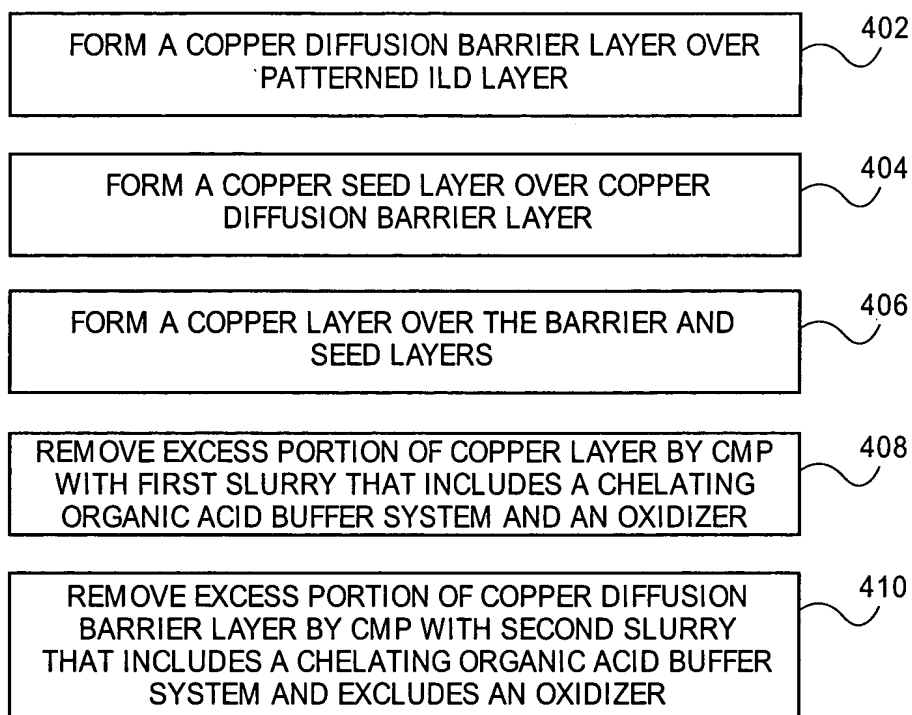 FORM A COPPER DIFFUSION BARRIER LAYER OVER
PATTERNED ILD LAYER
402
FORM A COPPER SEED LAYER OVER COPPER
DIFFUSION BARRIER LAYER
404
FORM A COPPER LAYER OVER THE BARRIER AND
SEED LAYERS
406
REMOVE EXCESS PORTION OF COPPER LAYER BY CMP
WITH FIRST SLURRY THAT INCLUDES A CHELATING
ORGANIC ACID BUFFER SYSTEM AND AN OXIDIZER
408
REMOVE EXCESS PORTION OF COPPER DIFFUSION
BARRIER LAYER BY CMP WITH SECOND SLURRY
THAT INCLUDES A CHELATING ORGANIC ACID BUFFER
SYSTEM AND EXCLUDES AN OXIDIZER
410